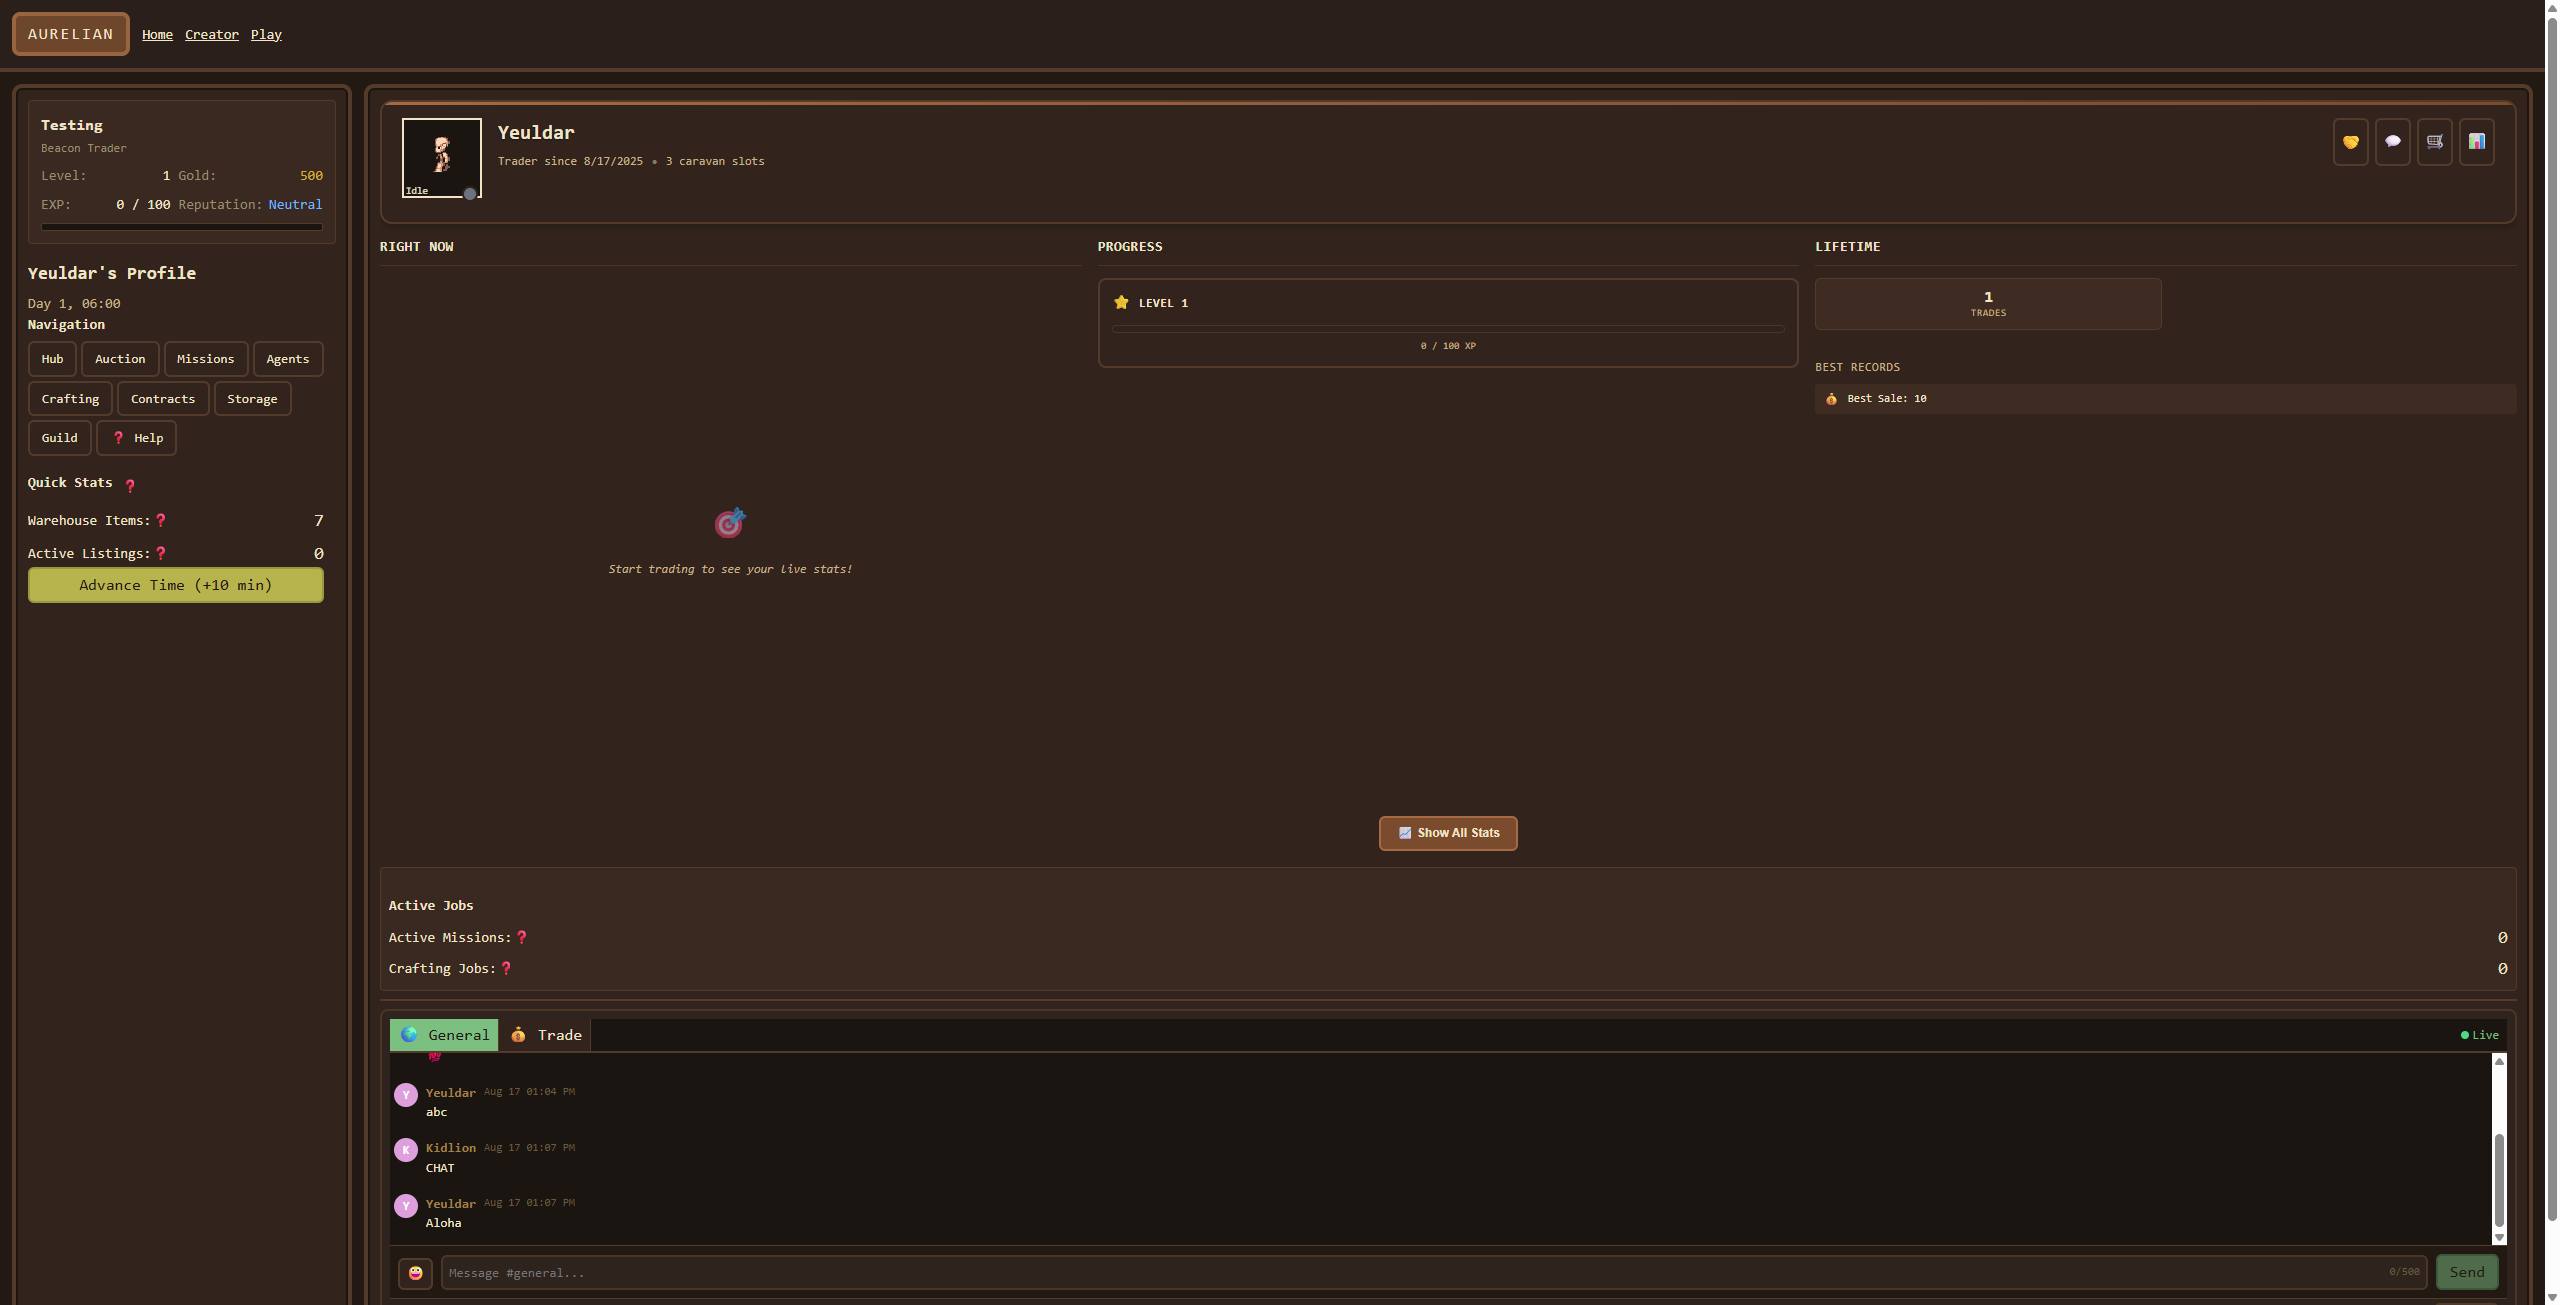 AURELIAN Home Creator Play
Testing
Beacon Trader
Level: 1 Gold: 500
EXP: 0 / 100 Reputation: Neutral
Yeuldar's Profile
Day 1, 06:00
Navigation
Hub Auction Missions Agents
Crafting Contracts Storage
Guild ❓ Help
Quick Stats ❓
Warehouse Items: ❓ 7
Active Listings: ❓ 0
Advance Time (+10 min)
Idle
Yeuldar
Trader since 8/17/2025 • 3 caravan slots
RIGHT NOW
Start trading to see your live stats!
PROGRESS
LEVEL 1
0 / 100 XP
LIFETIME
1
TRADES
BEST RECORDS
Best Sale: 10
Show All Stats
Active Jobs
Active Missions: ❓ 0
Crafting Jobs: ❓ 0
General Trade Live
Y Yeuldar Aug 17 01:04 PM
abc
K Kidlion Aug 17 01:07 PM
CHAT
Y Yeuldar Aug 17 01:07 PM
Aloha
Message #general... 0/500 Send